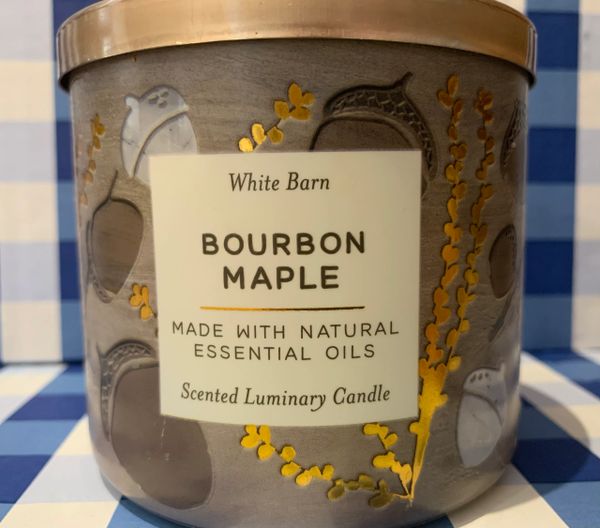 White Barn
BOURBON
MAPLE
MADE WITH NATURAL
ESSENTIAL OILS
Scented Luminary Candle